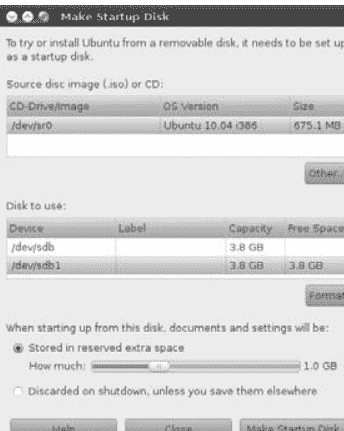 Make Startup Disk
To try or install Ubuntu from a removable disk, it needs to be set up
as a startup disk.
Source disc image (.iso) or CD:
CD-Drive/Image OS Version Size
/dev/sr0 Ubuntu 10.04 i386 675.1 MB
Other...
Disk to use:
Device Label Capacity Free Space
/dev/sdb 3.8 GB
/dev/sdb1 3.8 GB 3.8 GB
Format
When starting up from this disk, documents and settings will be:
Stored in reserved extra space
How much: 1.0 GB
Discarded on shutdown, unless you save them elsewhere
Help Close Make Startup Disk